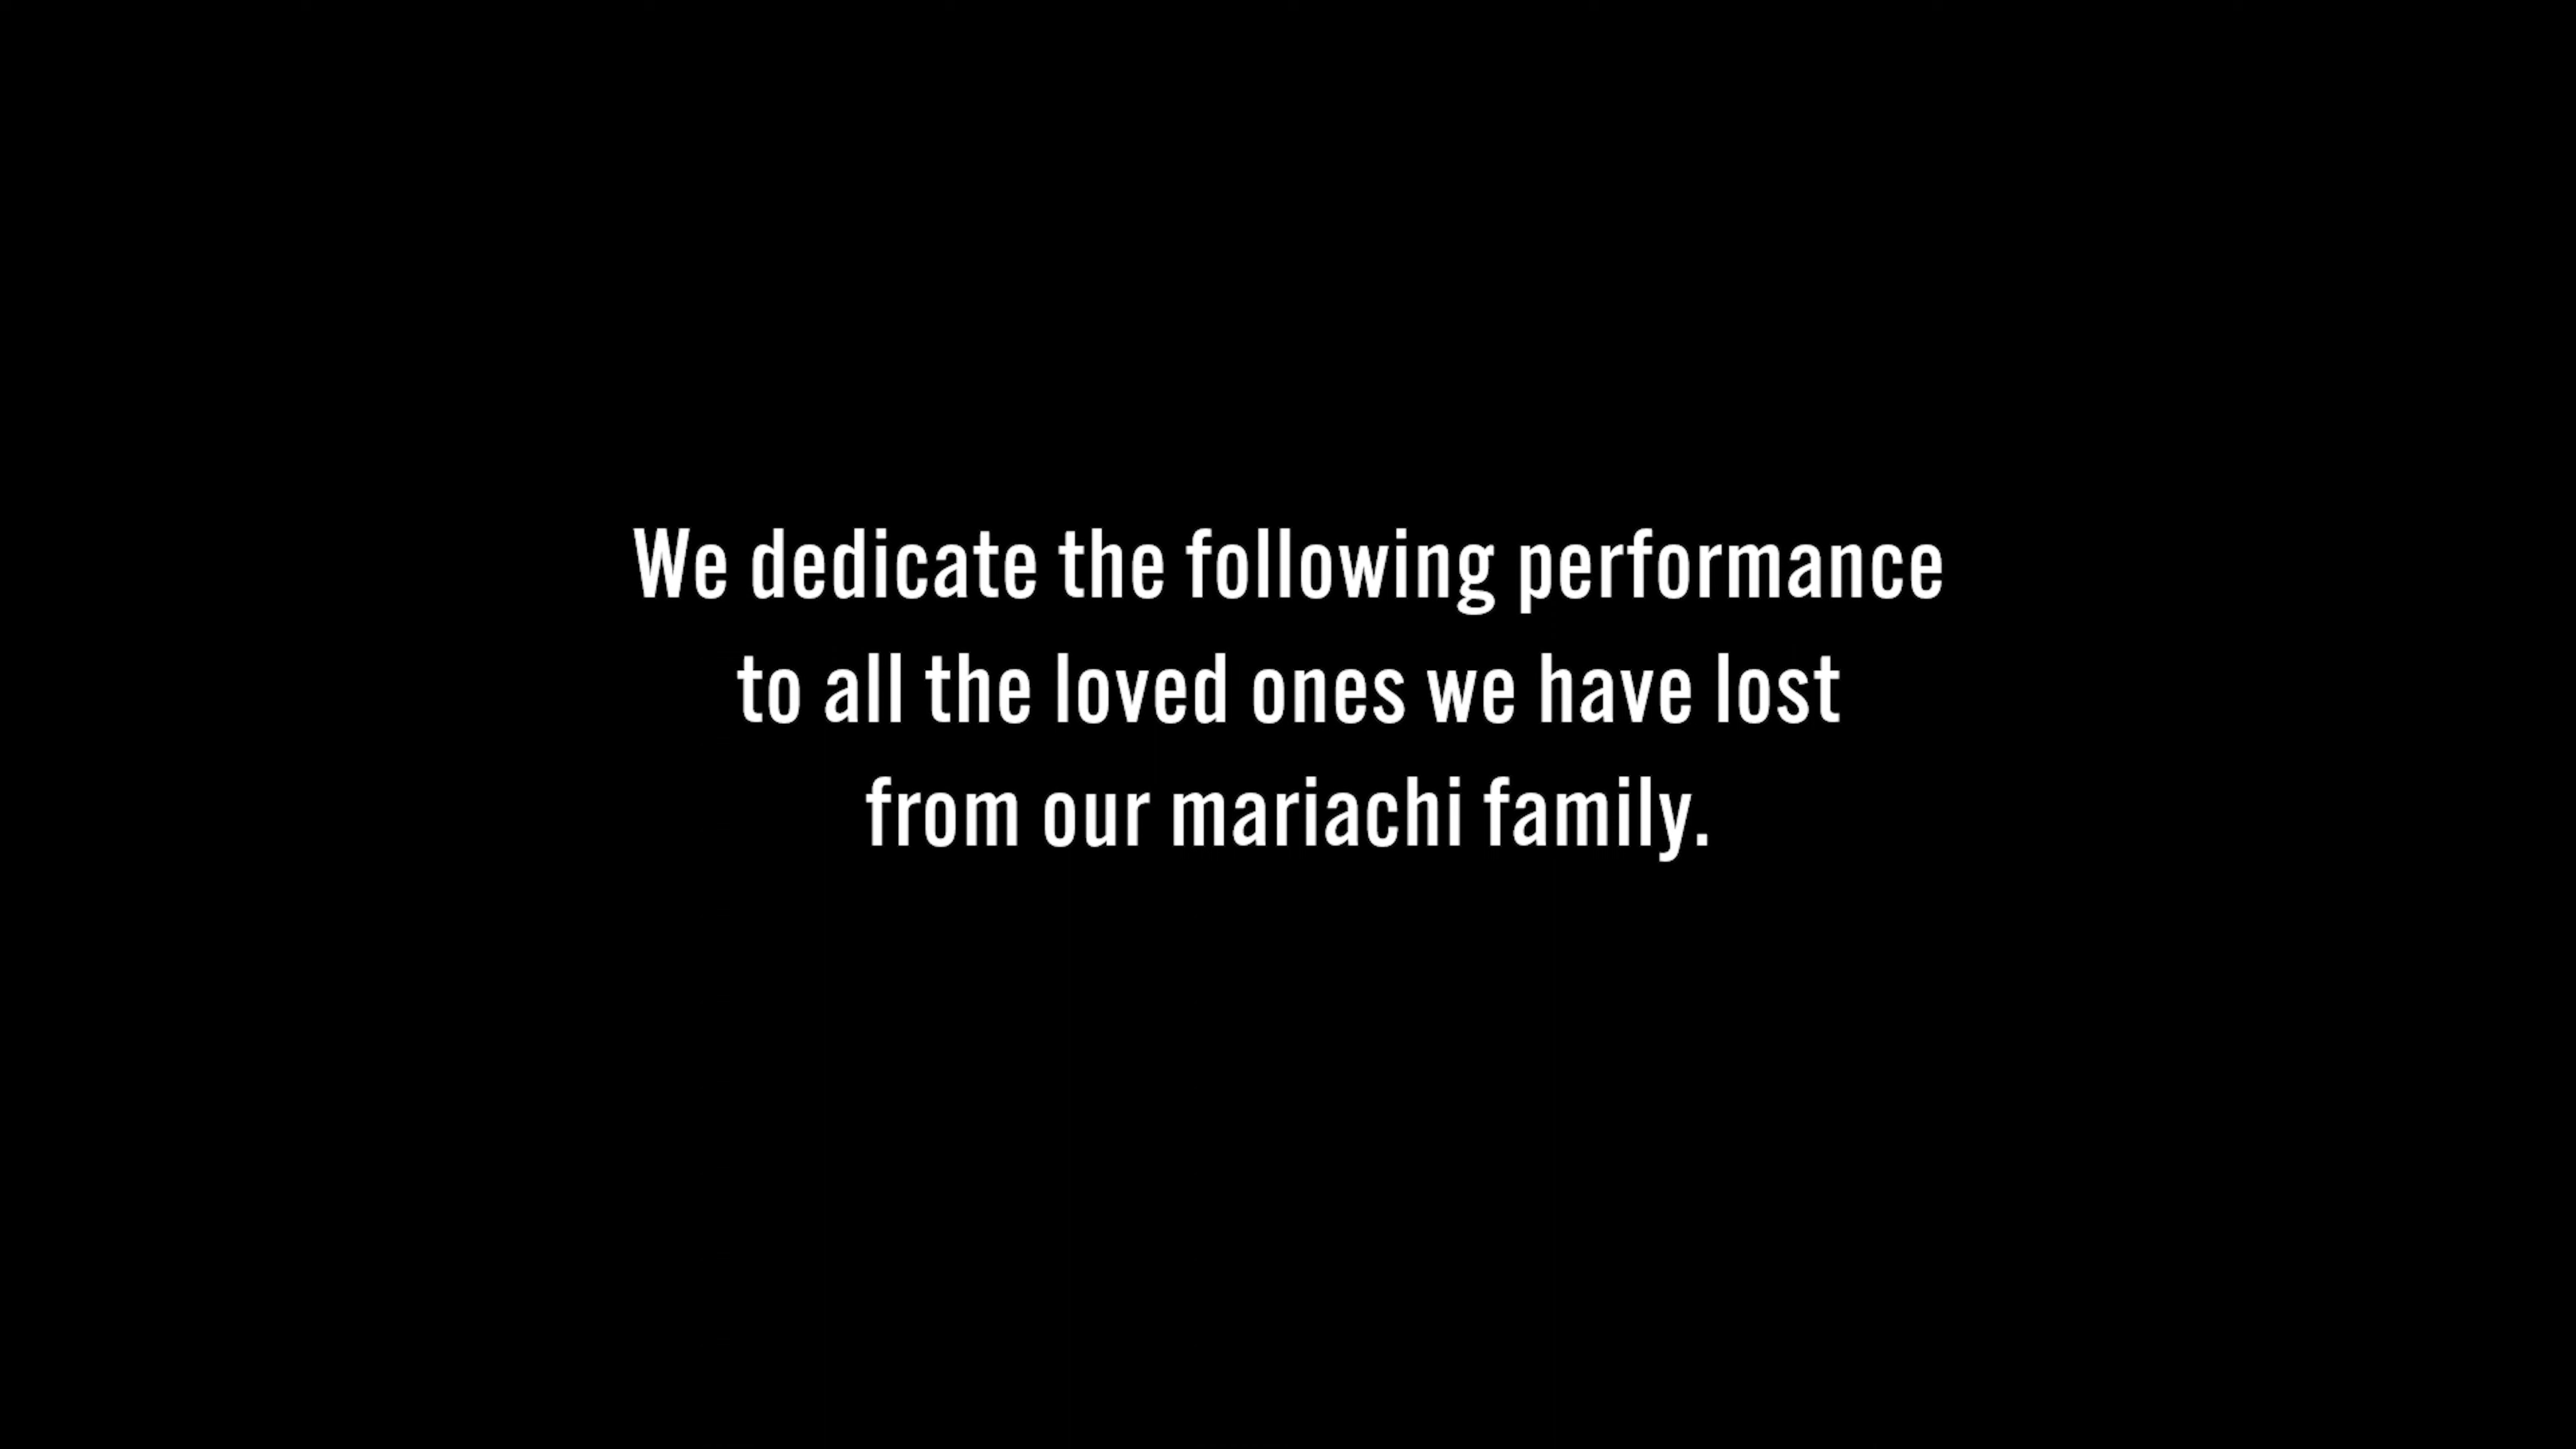 We dedicate the following performance
to all the loved ones we have lost
from our mariachi family.